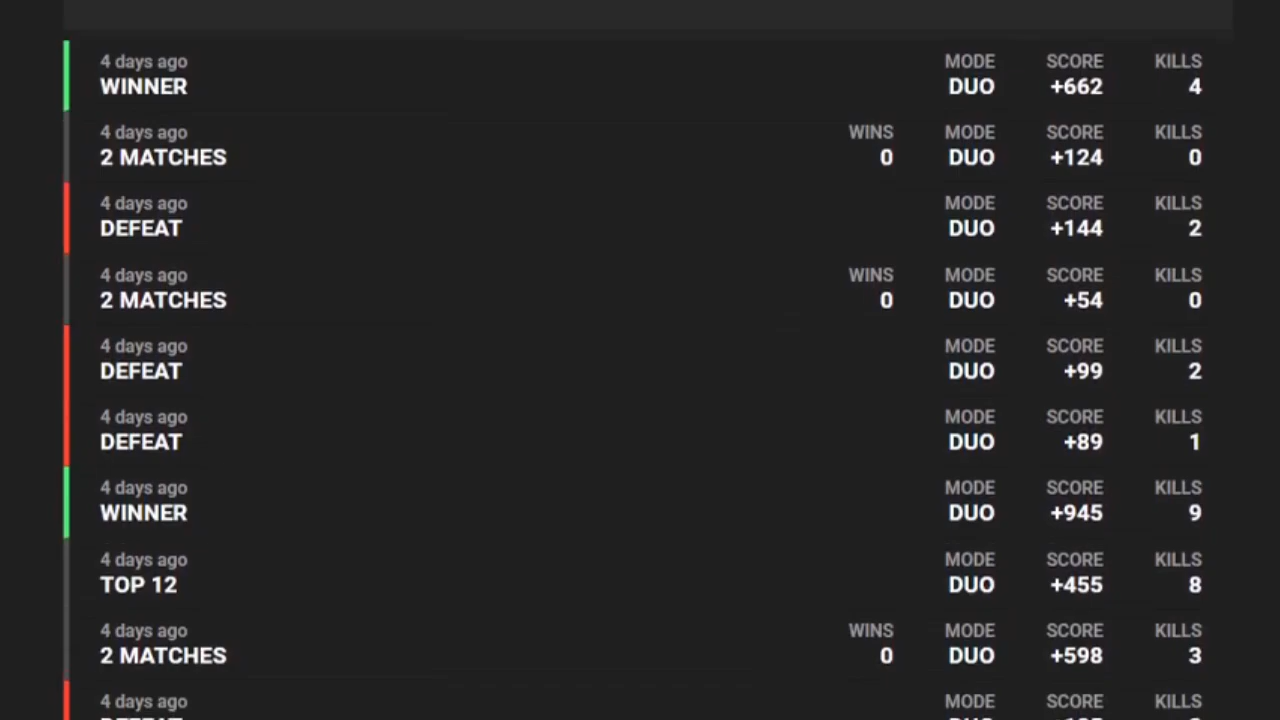 4 days ago MODE SCORE KILLS
WINNER DUO +662 4
4 days ago WINS MODE SCORE KILLS
2 MATCHES 0 DUO +124 0
4 days ago MODE SCORE KILLS
DEFEAT DUO +144 2
4 days ago WINS MODE SCORE KILLS
2 MATCHES 0 DUO +54 0
4 days ago MODE SCORE KILLS
DEFEAT DUO +99 2
4 days ago MODE SCORE KILLS
DEFEAT DUO +89 1
4 days ago MODE SCORE KILLS
WINNER DUO +945 9
4 days ago MODE SCORE KILLS
TOP 12 DUO +455 8
4 days ago WINS MODE SCORE KILLS
2 MATCHES 0 DUO +598 3
4 days ago MODE SCORE KILLS